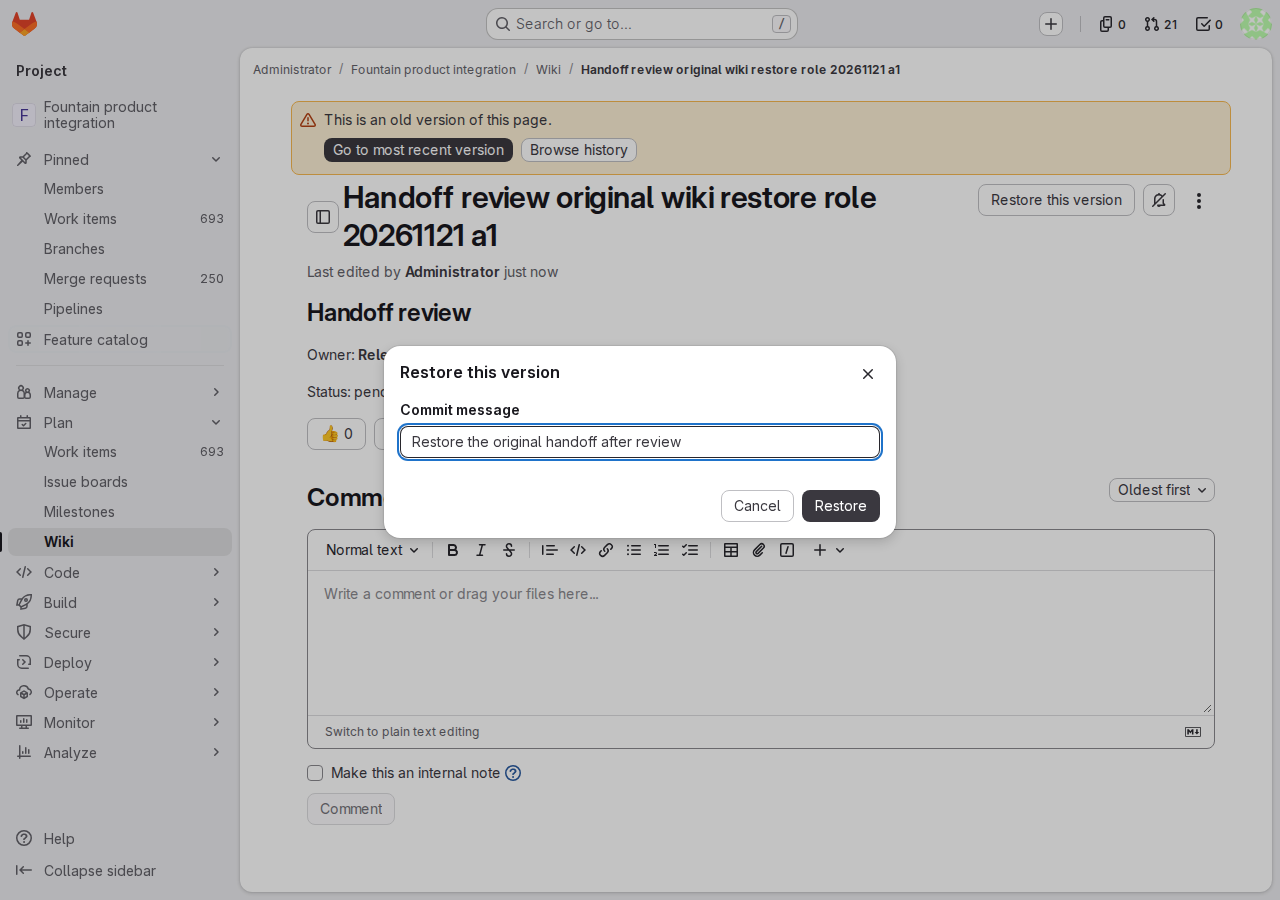 Search or go to...
/
0
21
0
Project
F
Fountain product integration
Pinned
Members
Work items
693
Branches
Merge requests
250
Pipelines
Feature catalog
Manage
Plan
Work items
693
Issue boards
Milestones
Wiki
Code
Build
Secure
Deploy
Operate
Monitor
Analyze
Help
Collapse sidebar
Administrator / Fountain product integration / Wiki / Handoff review original wiki restore role 20261121 a1
This is an old version of this page.
Go to most recent version
Browse history
Handoff review original wiki restore role
20261121 a1
Restore this version
Last edited by Administrator just now
Handoff review
Owner:
Status:
👍 0
Restore this version
Commit message
Restore the original handoff after review
Cancel
Restore
Oldest first
Normal text
B I S
Write a comment or drag your files here...
Switch to plain text editing
Make this an internal note
Comment